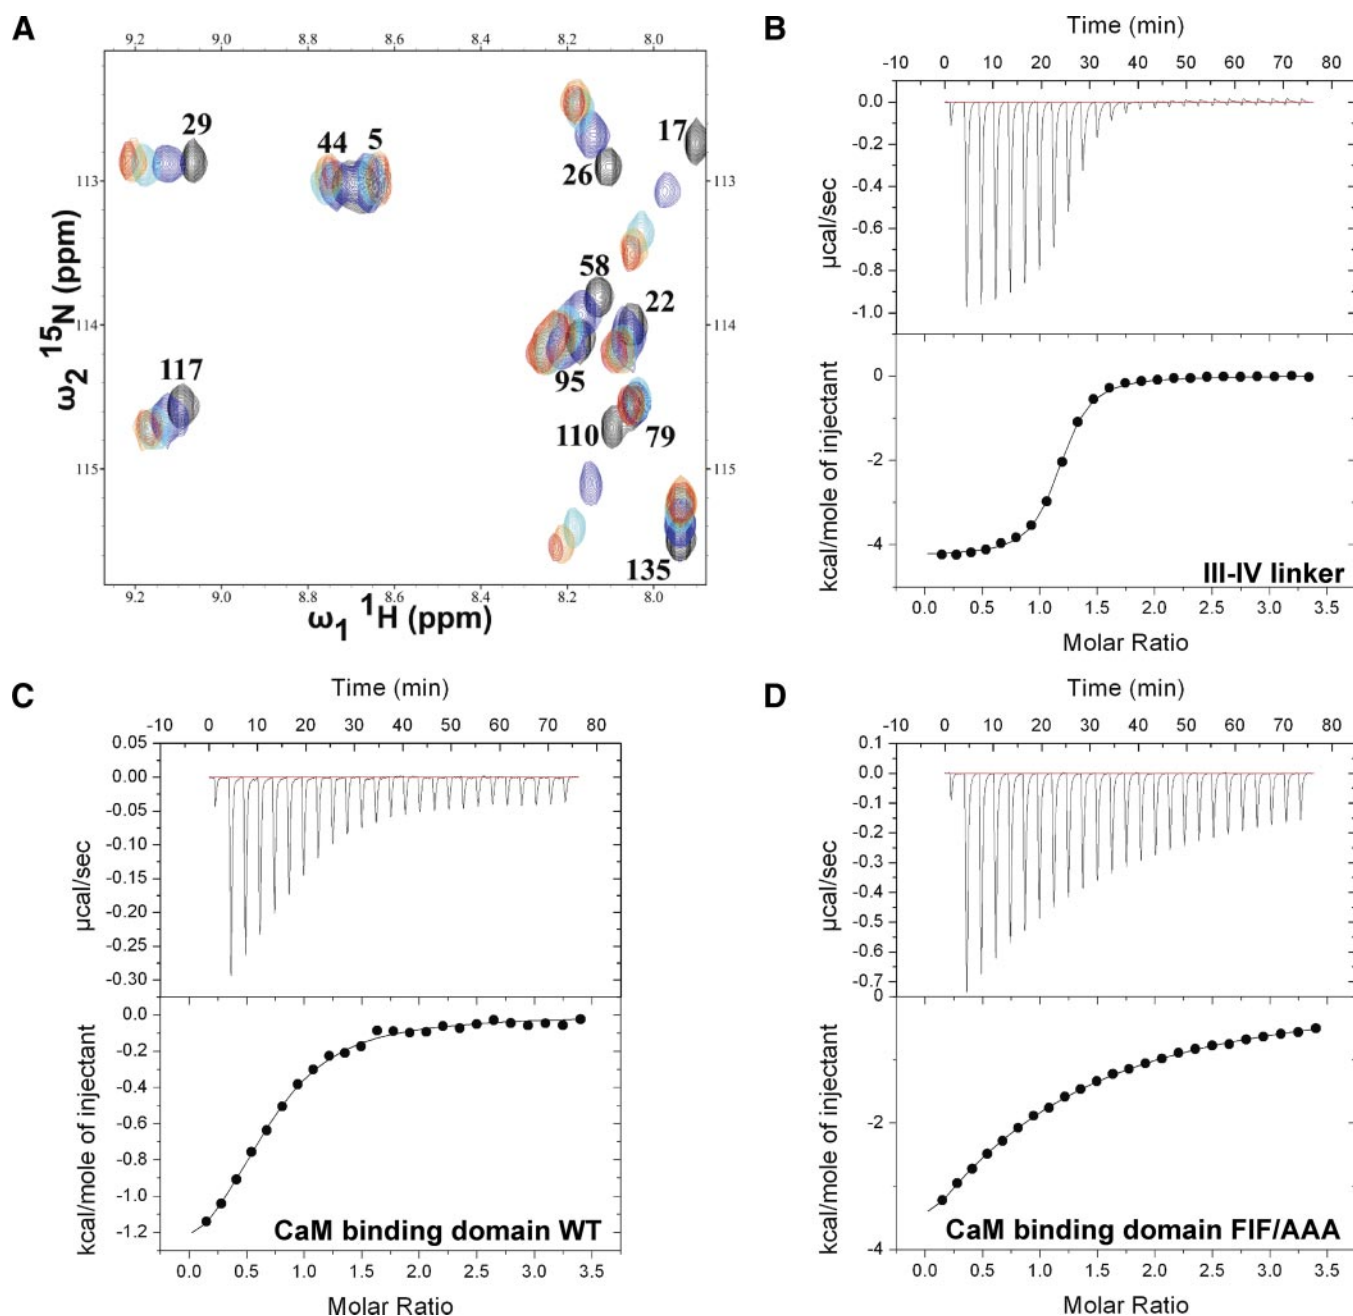 A
9.2 9.0 8.8 8.6 8.4 8.2 8.0
29
44 5
17
26
113 113
58
22
114 114
117
95
110
79
115 115
135
9.2 9.0 8.8 8.6 8.4 8.2 8.0
ω2 15N (ppm)
ω1 1H (ppm)
B
Time (min)
-10 0 10 20 30 40 50 60 70 80
0.0
-0.2
-0.4
-0.6
-0.8
-1.0
µcal/sec
0
-2
-4
kcal/mole of injectant
III-IV linker
0.0 0.5 1.0 1.5 2.0 2.5 3.0 3.5
Molar Ratio
C
Time (min)
-10 0 10 20 30 40 50 60 70 80
0.05
0.00
-0.05
-0.10
-0.15
-0.20
-0.25
-0.30
µcal/sec
0.0
-0.2
-0.4
-0.6
-0.8
-1.0
-1.2
kcal/mole of injectant
CaM binding domain WT
0.0 0.5 1.0 1.5 2.0 2.5 3.0 3.5
Molar Ratio
D
Time (min)
-10 0 10 20 30 40 50 60 70 80
0.1
0.0
-0.1
-0.2
-0.3
-0.4
-0.5
-0.6
-0.7
µcal/sec
0
-2
-4
kcal/mole of injectant
CaM binding domain FIF/AAA
0.0 0.5 1.0 1.5 2.0 2.5 3.0 3.5
Molar Ratio